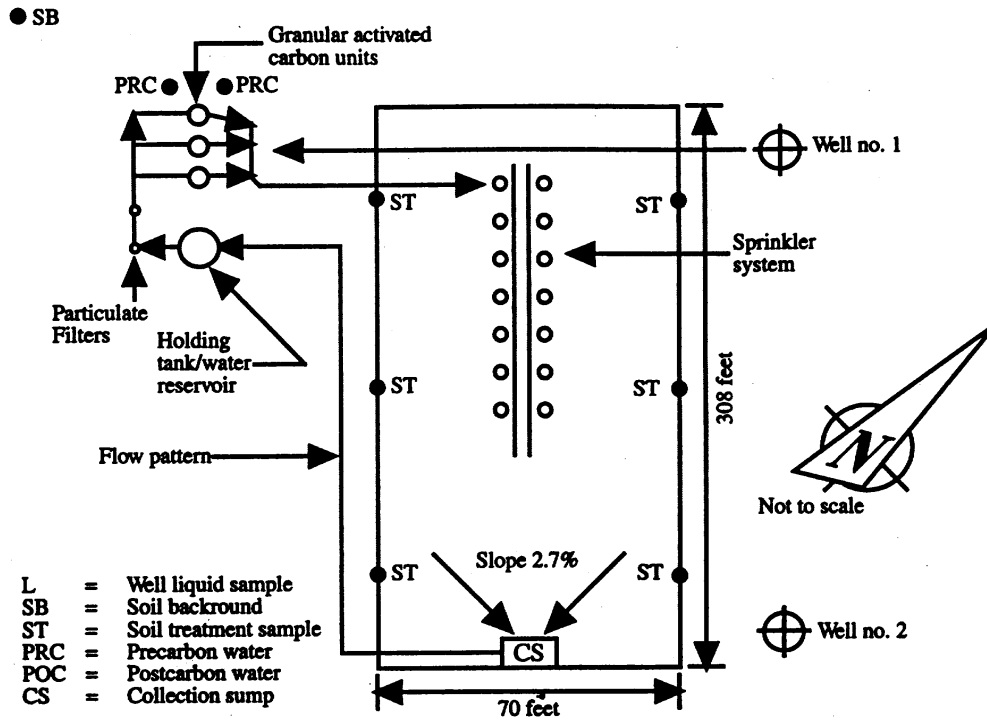 SB
Granular activated
carbon units
PRC PRC
Well no. 1
ST ST
Sprinkler
system
Particulate
Filters
Holding
tank/water
reservoir
ST ST
308 feet
Flow pattern
N
Not to scale
Slope 2.7%
ST ST
L = Well liquid sample
SB = Soil backround
ST = Soil treatment sample
PRC = Precarbon water
POC = Postcarbon water
CS = Collection sump
CS
Well no. 2
70 feet